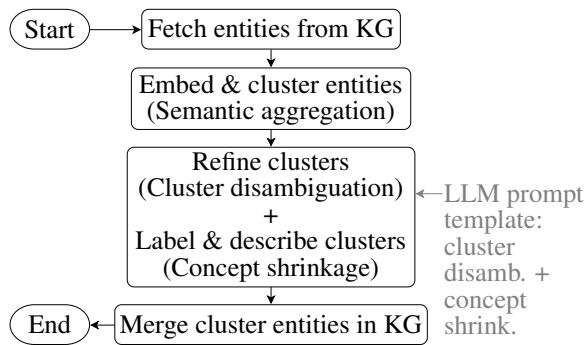 Start
Fetch entities from KG
Embed & cluster entities
(Semantic aggregation)
Refine clusters
(Cluster disambiguation)
+
Label & describe clusters
(Concept shrinkage)
LLM prompt
template:
cluster
disamb. +
concept
shrink.
End
Merge cluster entities in KG